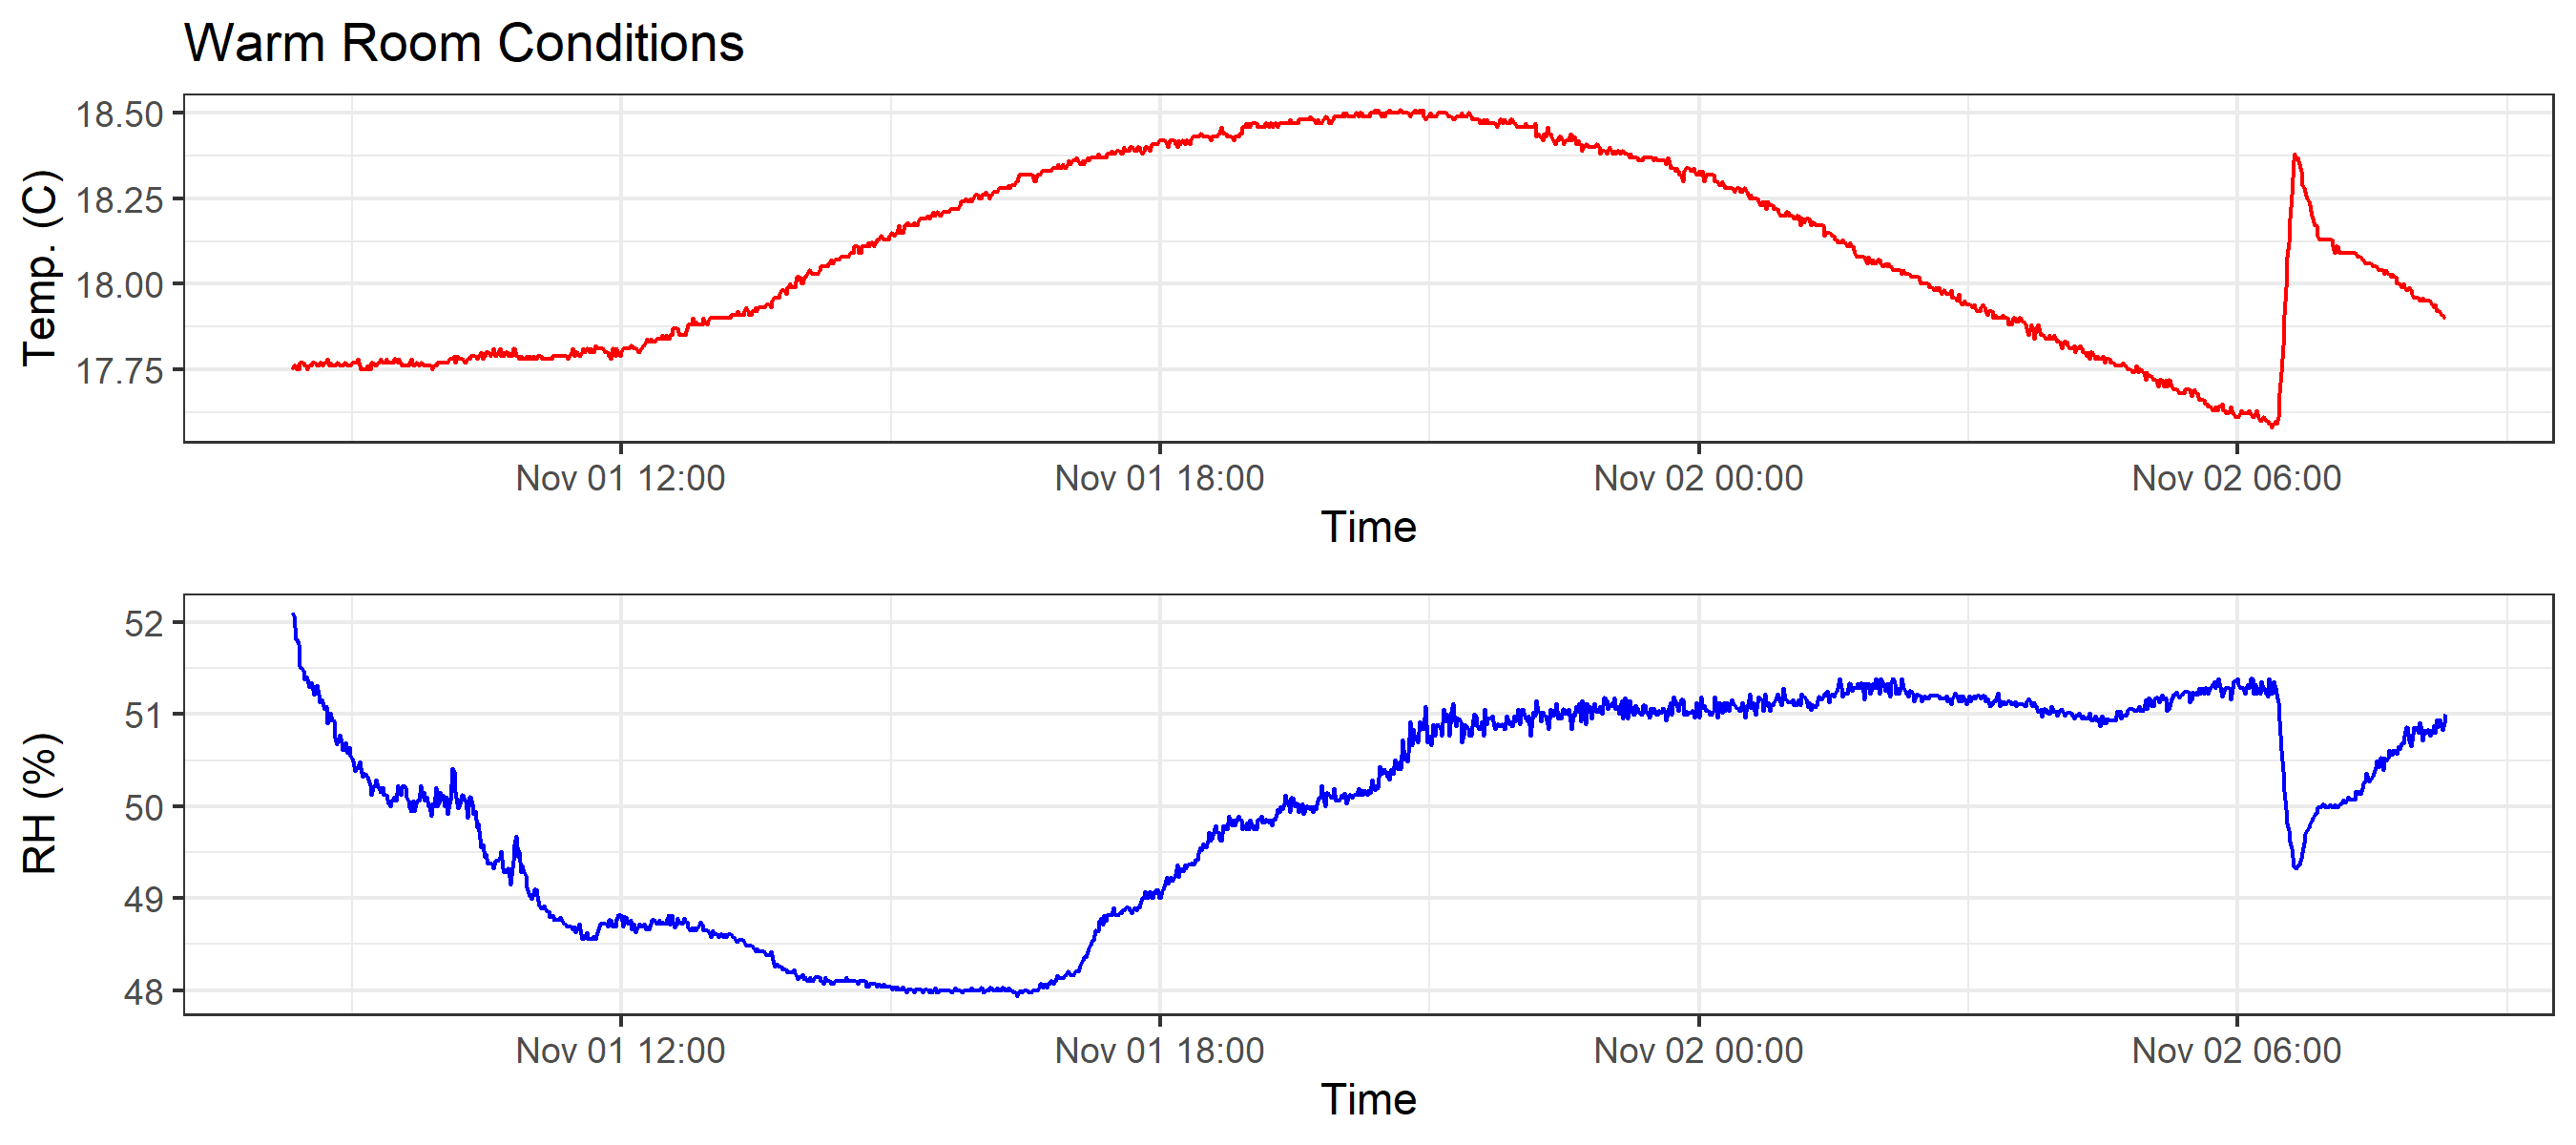 Warm Room Conditions
Temp. (C)
18.50
18.25
18.00
17.75
Nov 01 12:00 Nov 01 18:00 Nov 02 00:00 Nov 02 06:00
Time
RH (%)
52
51
50
49
48
Nov 01 12:00 Nov 01 18:00 Nov 02 00:00 Nov 02 06:00
Time